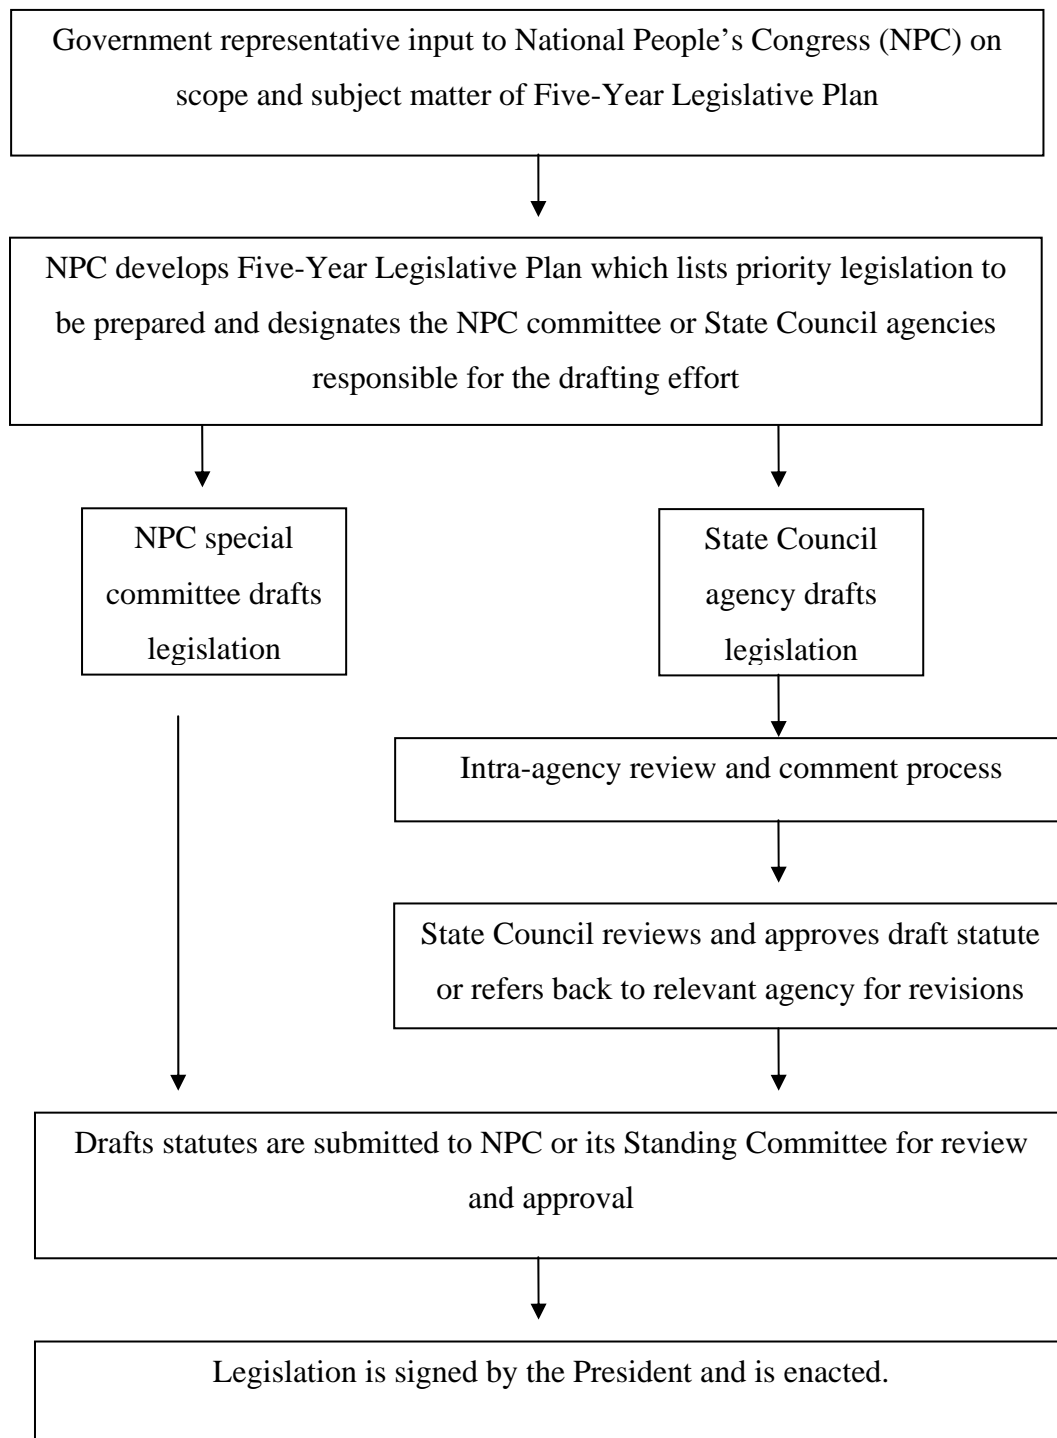 Government representative input to National People’s Congress (NPC) on
scope and subject matter of Five-Year Legislative Plan
NPC develops Five-Year Legislative Plan which lists priority legislation to
be prepared and designates the NPC committee or State Council agencies
responsible for the drafting effort
NPC special
committee drafts
legislation
State Council
agency drafts
legislation
Intra-agency review and comment process
State Council reviews and approves draft statute
or refers back to relevant agency for revisions
Drafts statutes are submitted to NPC or its Standing Committee for review
and approval
Legislation is signed by the President and is enacted.